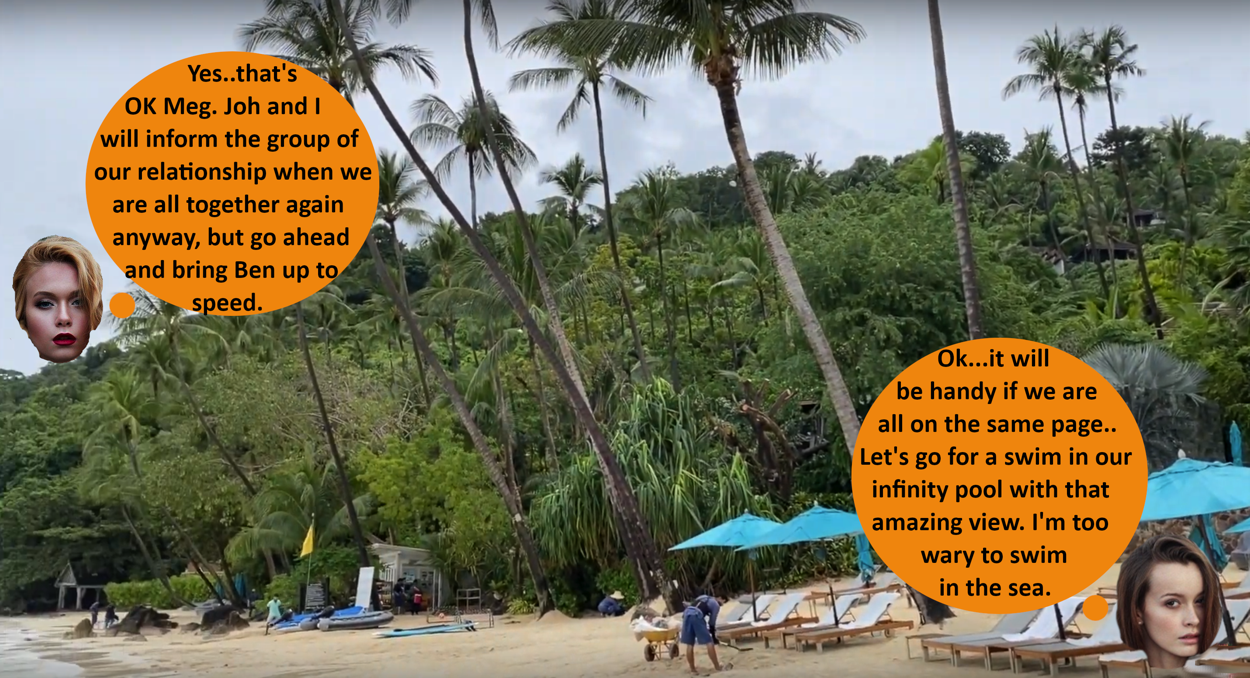 Yes..that's
OK Meg. Joh and I
will inform the group of
our relationship when we
are all together again
anyway, but go ahead
and bring Ben up to
speed.
Ok...it will
be handy if we are
all on the same page..
Let's go for a swim in our
infinity pool with that
amazing view. I'm too
wary to swim
in the sea.